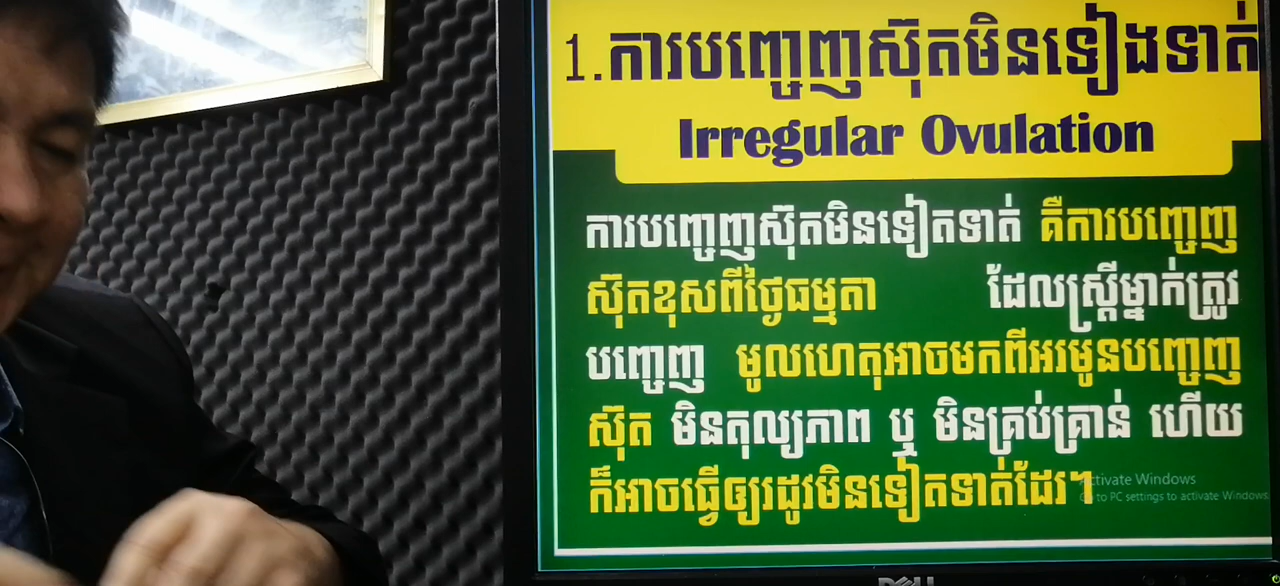 1.ការបញ្ចេញស៊ុតមិនទៀងទាត់
Irregular Ovulation
ការបញ្ចេញស៊ុតមិនទៀតទាត់ គឺការបញ្ចេញ
ស៊ុតខុសពីថ្ងៃធម្មតា ដែលស្ត្រីម្នាក់ត្រូវ
បញ្ចេញ មូលហេតុអាចមកពីអរមូនបញ្ចេញ
ស៊ុត មិនតុល្យភាព ឬ មិនគ្រប់គ្រាន់ ហើយ
ក៏អាចធ្វើឲ្យរដូវមិនទៀតទាត់ដែរ។
Activate Windows
Go to PC settings to activate Windows.
DELL